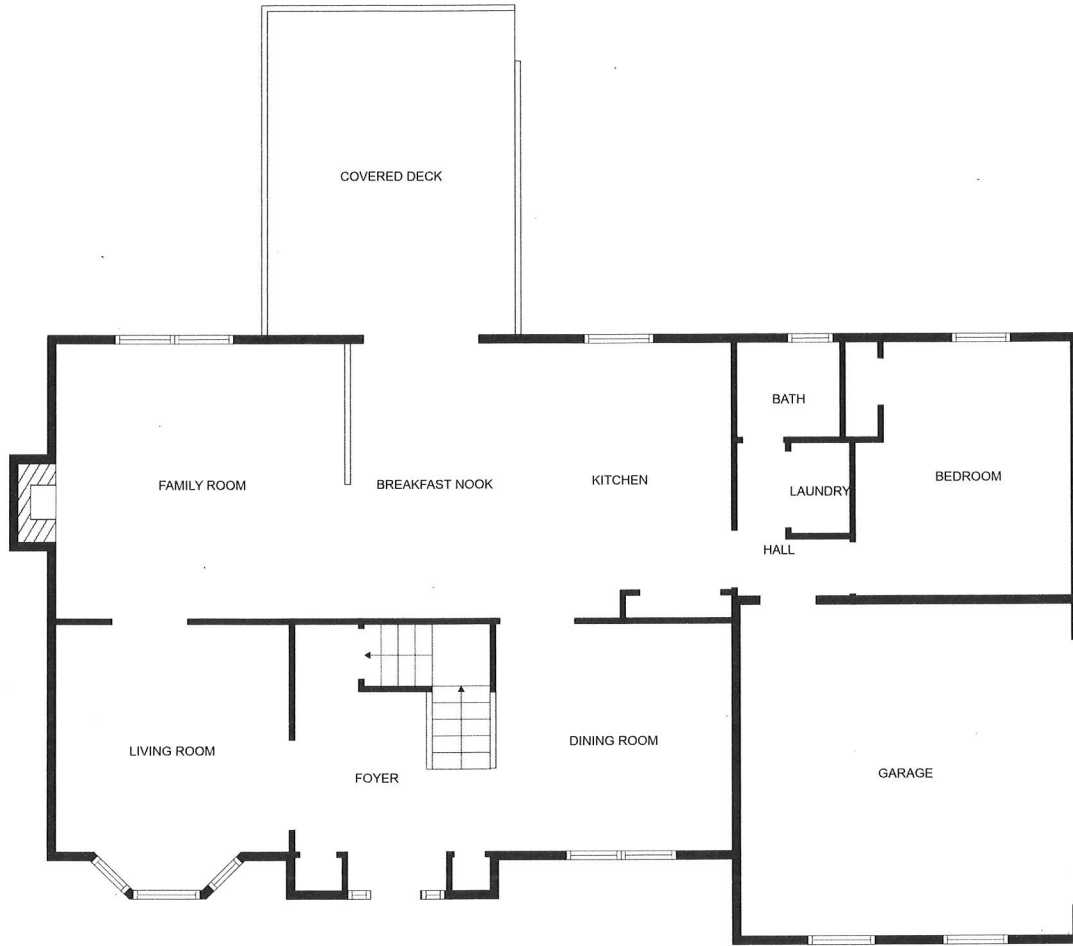 COVERED DECK
BATH
FAMILY ROOM
BREAKFAST NOOK
KITCHEN
LAUNDRY
BEDROOM
HALL
LIVING ROOM
FOYER
DINING ROOM
GARAGE